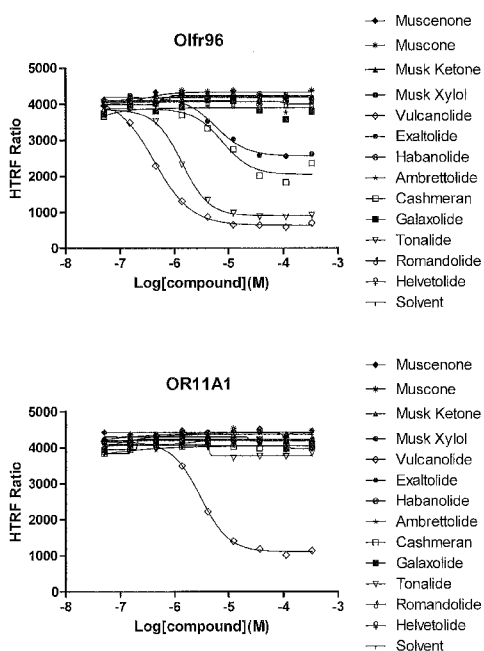 Olfr96
5000
4000
3000
2000
1000
0
HTRF Ratio
-8 -7 -6 -5 -4 -3
Log[compound](M)
Muscenone
Muscone
Musk Ketone
Musk Xylol
Vulcanolide
Exaltolide
Habanolide
Ambrettolide
Cashmeran
Galaxolide
Tonalide
Romandolide
Helvetolide
Solvent
OR11A1
5000
4000
3000
2000
1000
0
HTRF Ratio
-8 -7 -6 -5 -4 -3
Log[compound](M)
Muscenone
Muscone
Musk Ketone
Musk Xylol
Vulcanolide
Exaltolide
Habanolide
Ambrettolide
Cashmeran
Galaxolide
Tonalide
Romandolide
Helvetolide
Solvent